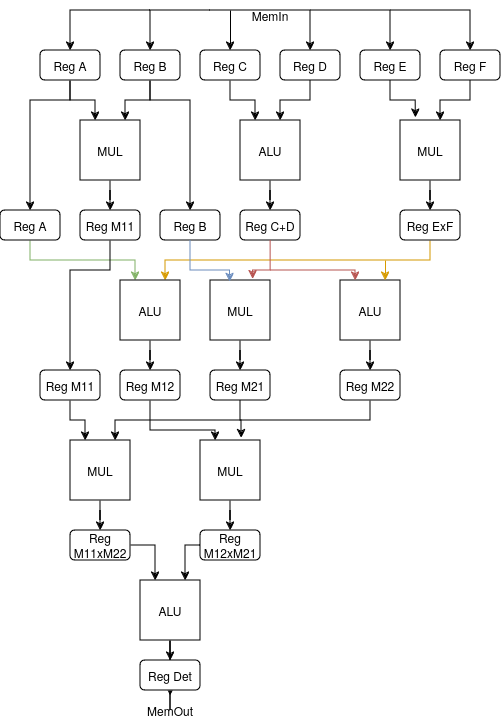 MemIn
Reg A
Reg B
Reg C
Reg D
Reg E
Reg F
MUL
ALU
MUL
Reg A
Reg M11
Reg B
Reg C+D
Reg ExF
ALU
MUL
ALU
Reg M11
Reg M12
Reg M21
Reg M22
MUL
MUL
Reg
M11xM22
Reg
M12xM21
ALU
Reg Det
MemOut